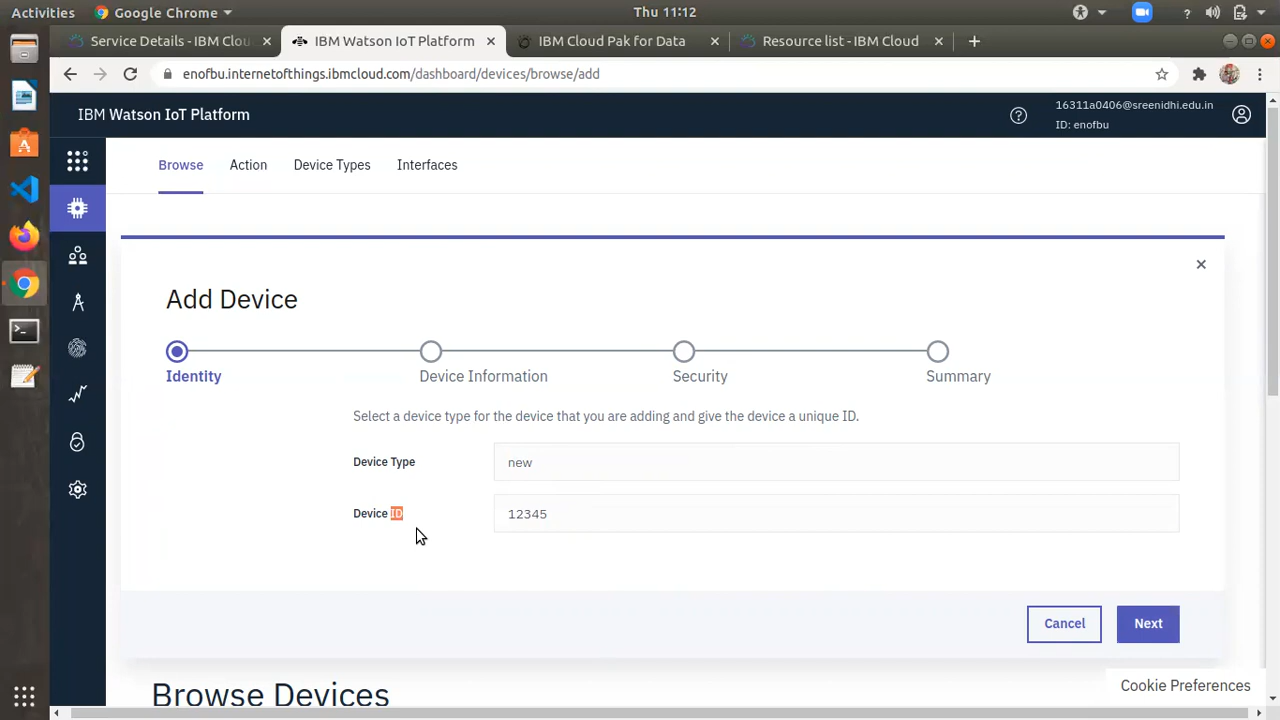 Activities Google Chrome Thu 11:12
Service Details - IBM Clou IBM Watson IoT Platform IBM Cloud Pak for Data Resource list - IBM Cloud
enofbu.internetofthings.ibmcloud.com/dashboard/devices/browse/add
IBM Watson IoT Platform
16311a0406@sreenidhi.edu.in
ID: enofbu
Browse Action Device Types Interfaces
Add Device
Identity Device Information Security Summary
Select a device type for the device that you are adding and give the device a unique ID.
Device Type new
Device ID 12345
Cancel Next
Browse Devices
Cookie Preferences